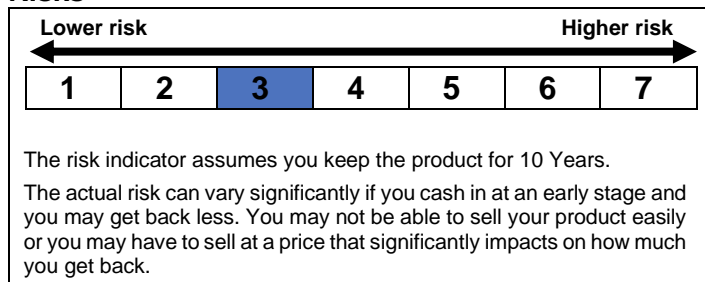 Lower risk Higher risk
1 2 3 4 5 6 7
The risk indicator assumes you keep the product for 10 Years.
The actual risk can vary significantly if you cash in at an early stage and
you may get back less. You may not be able to sell your product easily
or you may have to sell at a price that significantly impacts on how much
you get back.